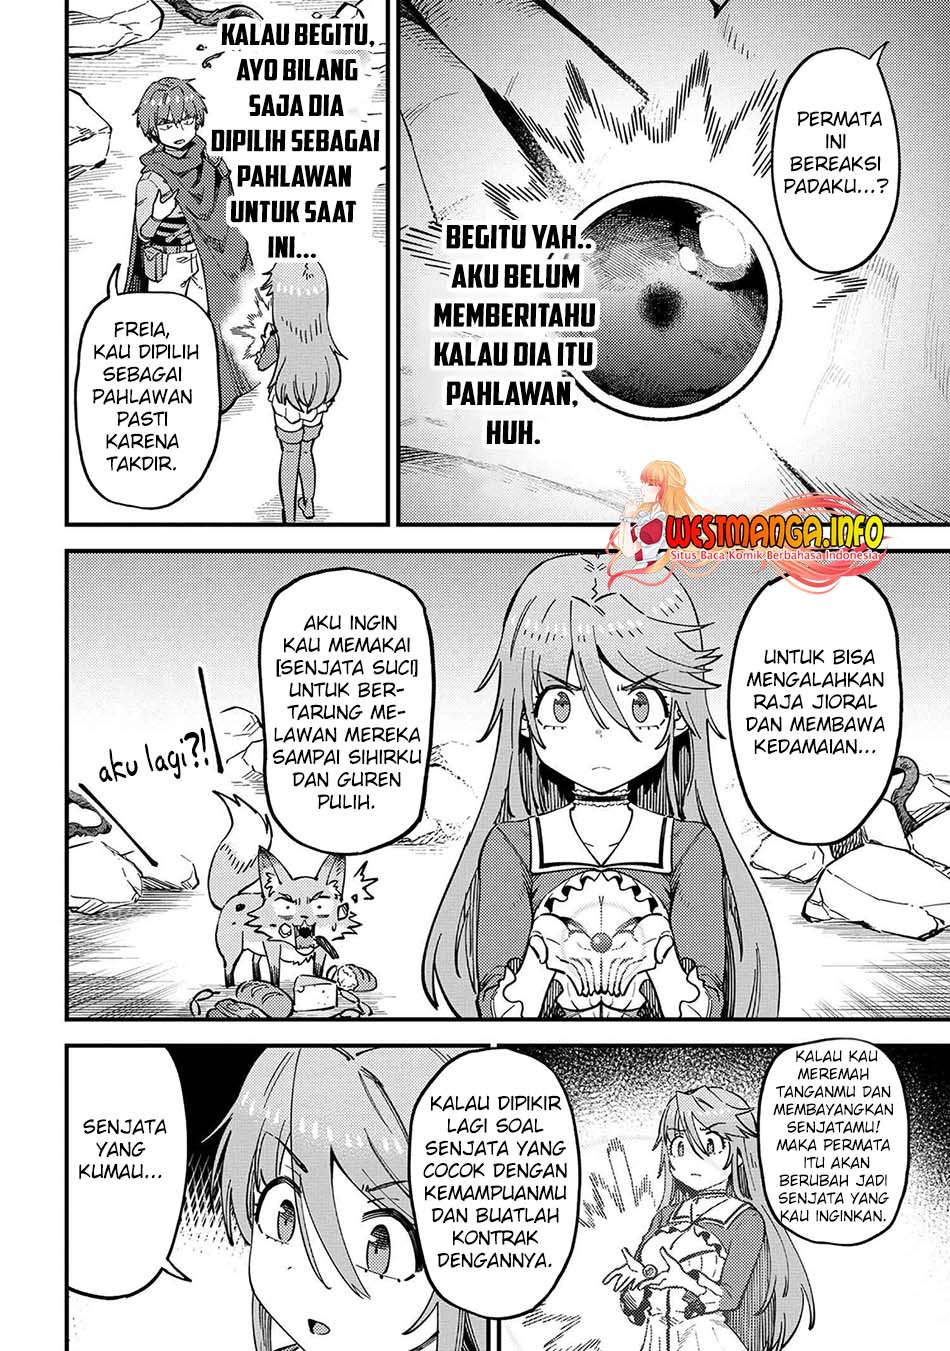 PERMATA
INI
BEREAKSI
PADAKU...?
BEGITU YAH..
AKU BELUM
MEMBERITAHU
KALAU DIA ITU
PAHLAWAN,
HUH.
KALAU BEGITU,
AYO BILANG
SAJA DIA
DIPILIH SEBAGAI
PAHLAWAN
UNTUK SAAT
INI...
FREIA,
KAU DIPILIH
SEBAGAI
PAHLAWAN
PASTI
KARENA
TAKDIR.
WESTMANGA.INFO
Situs Baca Komik Berbahasa Indonesia
UNTUK BISA
MENGALAHKAN
RAJA JIORAL
DAN MEMBAWA
KEDAMAIAN...
AKU INGIN
KAU MEMAKAI
[SENJATA SUCI]
UNTUK BER-
TARUNG ME-
LAWAN MEREKA
SAMPAI SIHIRKU
DAN GUREN
PULIH.
aku lagi?!
KALAU KAU
MEREMAH
TANGANMU DAN
MEMBAYANGKAN
SENJATAMU!
MAKA PERMATA
ITU AKAN
BERUBAH JADI
SENJATA YANG
KAU INGINKAN.
KALAU DIPIKIR
LAGI SOAL
SENJATA YANG
COCOK DENGAN
KEMAMPUANMU
DAN BUATLAH
KONTRAK
DENGANNYA.
SENJATA
YANG
KUMAU...